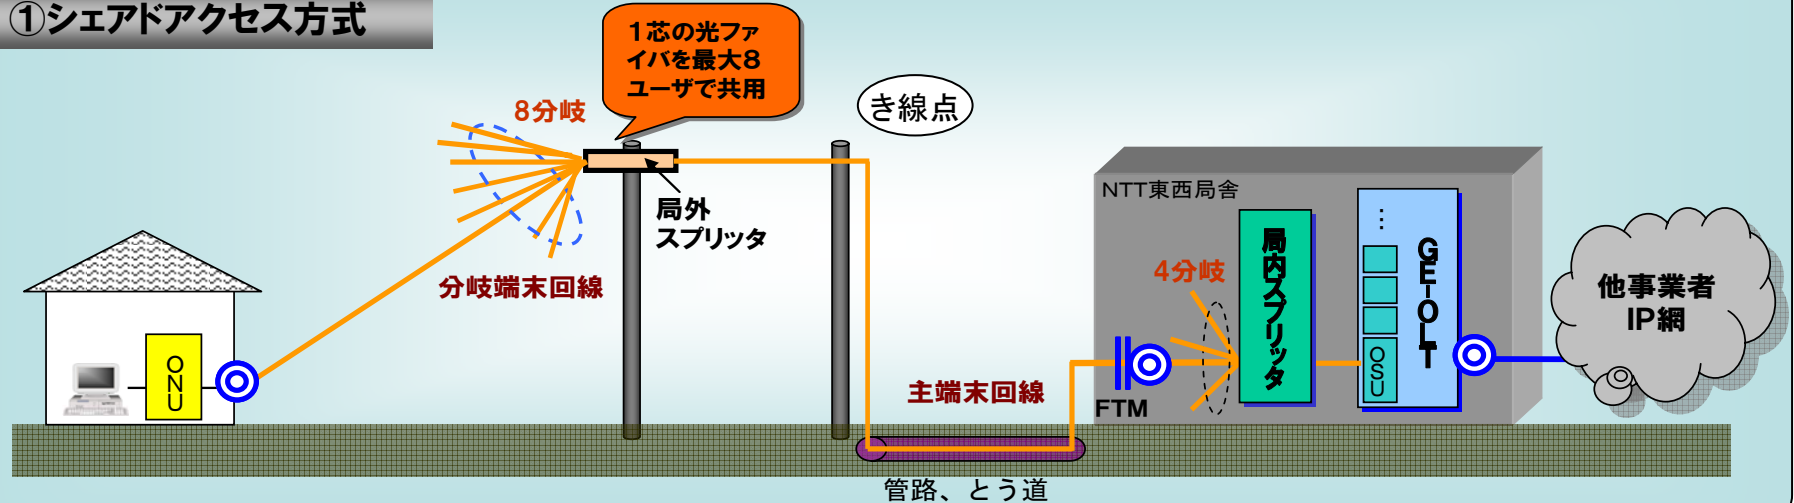 ①シェアドアクセス方式
1芯の光ファ
イバを最大8
ユーザで共用
8分岐
き線点
局外
スプリッタ
分岐端末回線
ONU
主端末回線
管路、とう道
NTT東西局舎
FTM
4分岐
局内スプリッタ
⋮
OSU
GE-OLT
他事業者
IP網